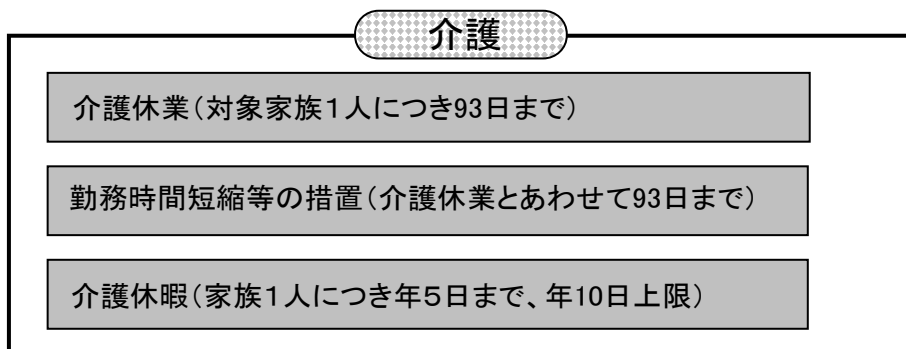 介護
介護休業（対象家族１人につき93日まで）
勤務時間短縮等の措置（介護休業とあわせて93日まで）
介護休暇（家族１人につき年５日まで、年10日上限）